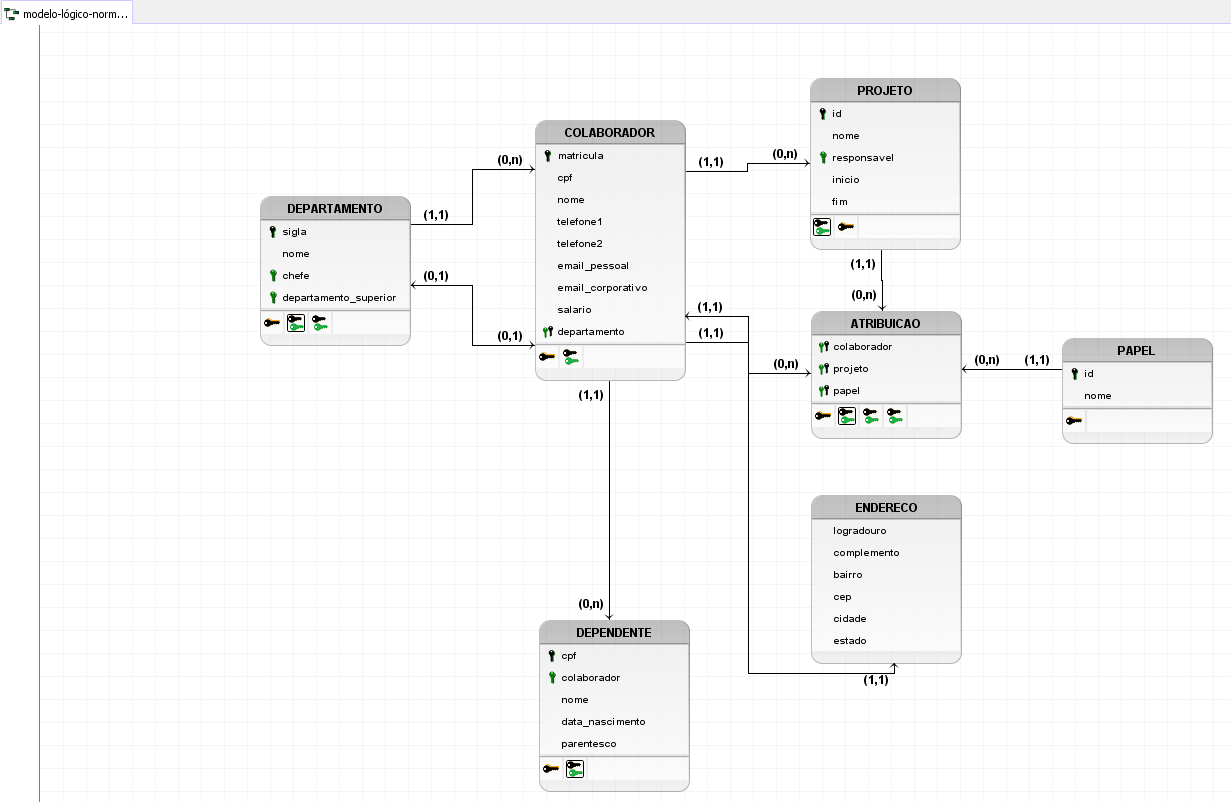 modelo-lógico-norm...
PROJETO
id
nome
responsavel
inicio
fim
COLABORADOR
matricula
cpf
nome
telefone1
telefone2
email_pessoal
email_corporativo
salario
departamento
(0,n)
(1,1)
(1,1)
(0,n)
DEPARTAMENTO
sigla
nome
chefe
departamento_superior
(0,1)
(0,1)
(1,1)
(0,n)
(1,1)
(1,1)
(0,n)
ATRIBUICAO
colaborador
projeto
papel
(0,n)
(1,1)
PAPEL
id
nome
(1,1)
(0,n)
ENDERECO
logradouro
complemento
bairro
cep
cidade
estado
(1,1)
DEPENDENTE
cpf
colaborador
nome
data_nascimento
parentesco